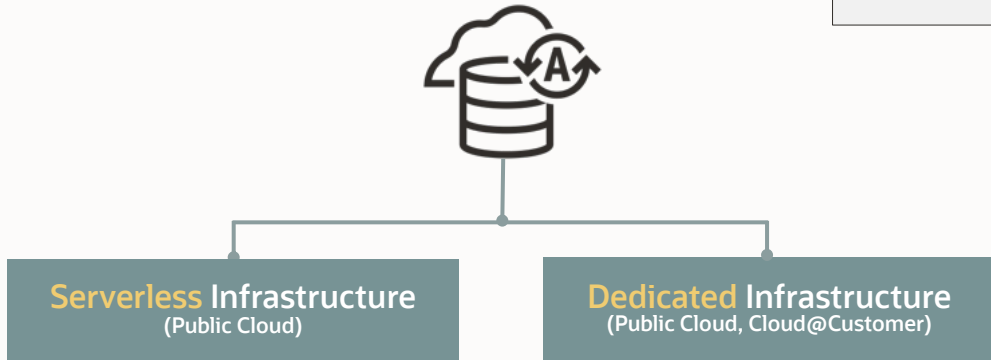 A
Serverless Infrastructure
(Public Cloud)
Dedicated Infrastructure
(Public Cloud, Cloud@Customer)